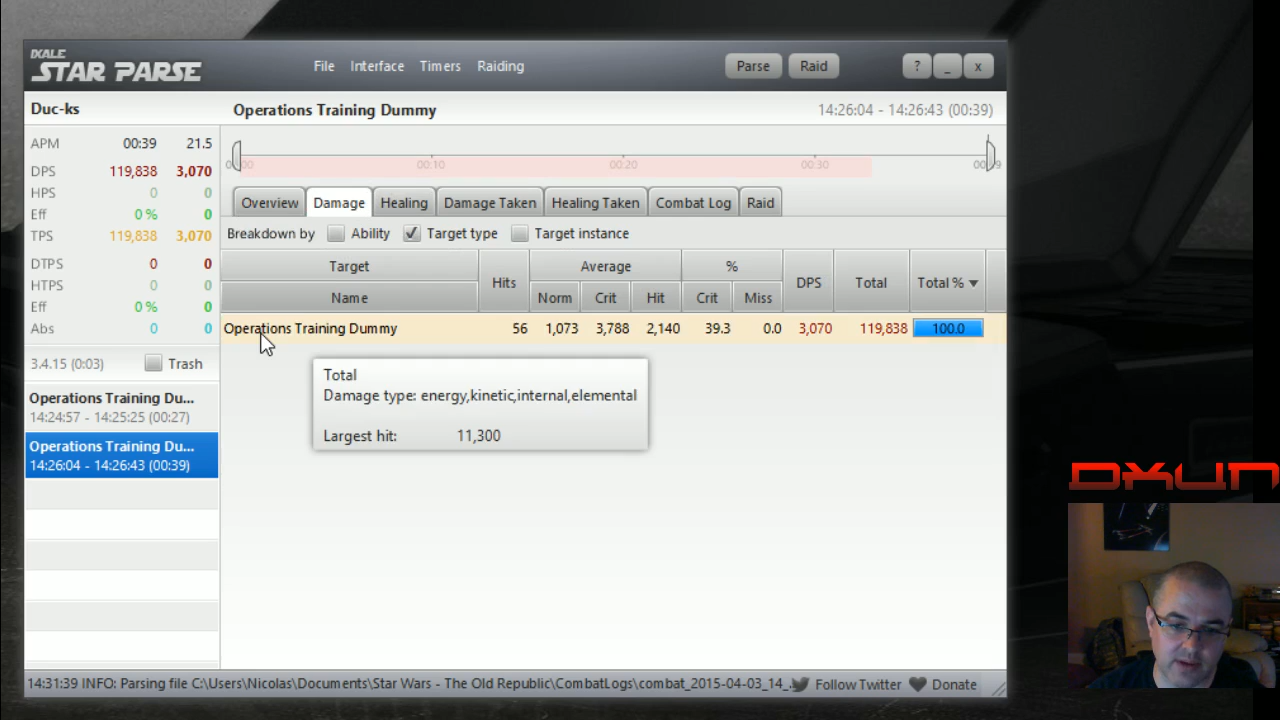 IXALE
STAR PARSE
File Interface Timers Raiding
Parse Raid ? _ x
Duc-ks
Operations Training Dummy 14:26:04 - 14:26:43 (00:39)
APM 00:39 21.5
DPS 119,838 3,070
HPS 0 0
Eff 0 % 0
TPS 119,838 3,070
DTPS 0 0
HTPS 0 0
Eff 0 % 0
Abs 0 0
3.4.15 (0:03) Trash
Operations Training Du...
14:24:57 - 14:25:25 (00:27)
Operations Training Du...
14:26:04 - 14:26:43 (00:39)
00:10 00:20 00:30
Overview Damage Healing Damage Taken Healing Taken Combat Log Raid
Breakdown by Ability Target type Target instance
Target Hits Average % DPS Total Total %
Name Norm Crit Hit Crit Miss
Operations Training Dummy 56 1,073 3,788 2,140 39.3 0.0 3,070 119,838 100.0
Total
Damage type: energy,kinetic,internal,elemental
Largest hit: 11,300
DXUN
14:31:39 INFO: Parsing file C:\Users\Nicolas\Documents\Star Wars - The Old Republic\CombatLogs\combat_2015-04-03_14_... Follow Twitter Donate